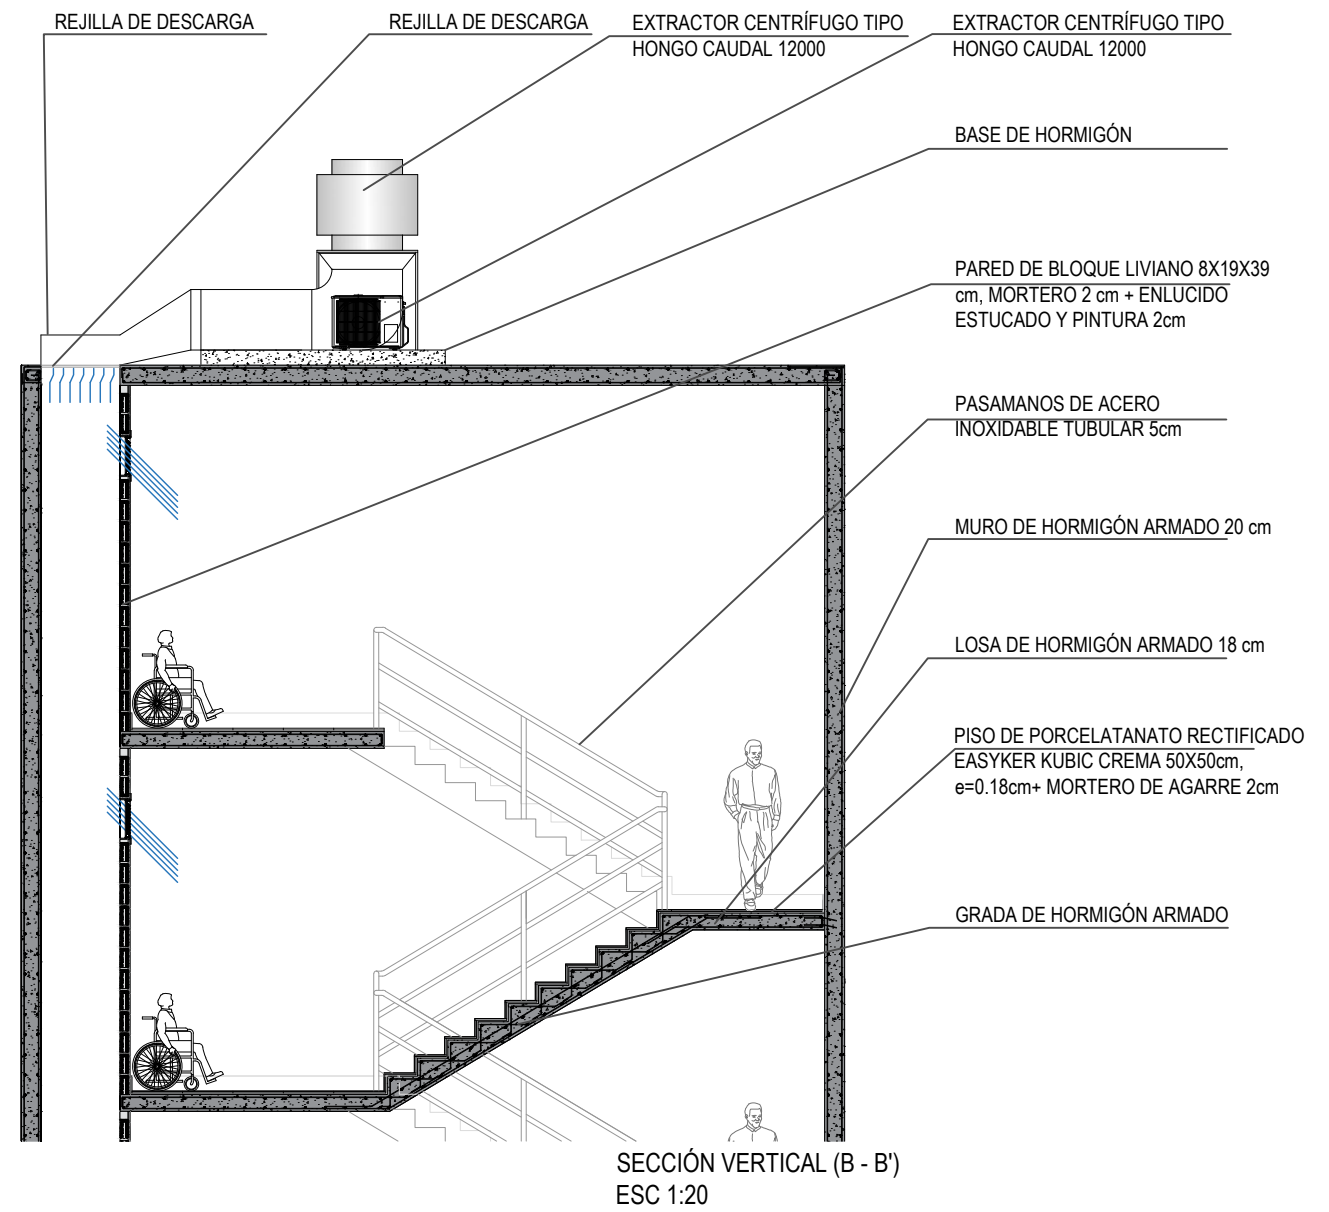 REJILLA DE DESCARGA
REJILLA DE DESCARGA
EXTRACTOR CENTRÍFUGO TIPO
HONGO CAUDAL 12000
EXTRACTOR CENTRÍFUGO TIPO
HONGO CAUDAL 12000
BASE DE HORMIGÓN
PARED DE BLOQUE LIVIANO 8X19X39
cm, MORTERO 2 cm + ENLUCIDO
ESTUCADO Y PINTURA 2cm
PASAMANOS DE ACERO
INOXIDABLE TUBULAR 5cm
MURO DE HORMIGÓN ARMADO 20 cm
LOSA DE HORMIGÓN ARMADO 18 cm
PISO DE PORCELATANATO RECTIFICADO
EASYKER KUBIC CREMA 50X50cm,
e=0.18cm+ MORTERO DE AGARRE 2cm
GRADA DE HORMIGÓN ARMADO
SECCIÓN VERTICAL (B - B')
ESC 1:20